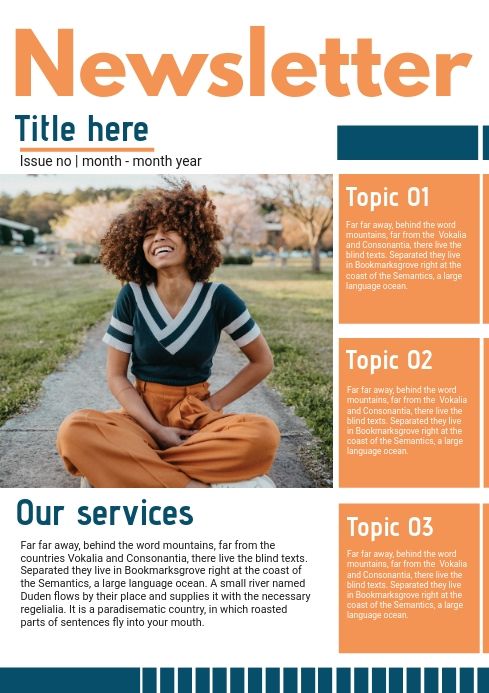 Newsletter
Title here
Issue no | month - month year
Topic 01
Far far away, behind the word
mountains, far from the Vokalia
and Consonantia, there live the
blind texts. Separated they live
in Bookmarksgrove right at the
coast of the Semantics, a large
language ocean.
Topic 02
Far far away, behind the word
mountains, far from the Vokalia
and Consonantia, there live the
blind texts. Separated they live
in Bookmarksgrove right at the
coast of the Semantics, a large
language ocean.
Our services
Far far away, behind the word mountains, far from the
countries Vokalia and Consonantia, there live the blind texts.
Separated they live in Bookmarksgrove right at the coast of
the Semantics, a large language ocean. A small river named
Duden flows by their place and supplies it with the necessary
regelialia. It is a paradisematic country, in which roasted
parts of sentences fly into your mouth.
Topic 03
Far far away, behind the word
mountains, far from the Vokalia
and Consonantia, there live the
blind texts. Separated they live
in Bookmarksgrove right at the
coast of the Semantics, a large
language ocean.